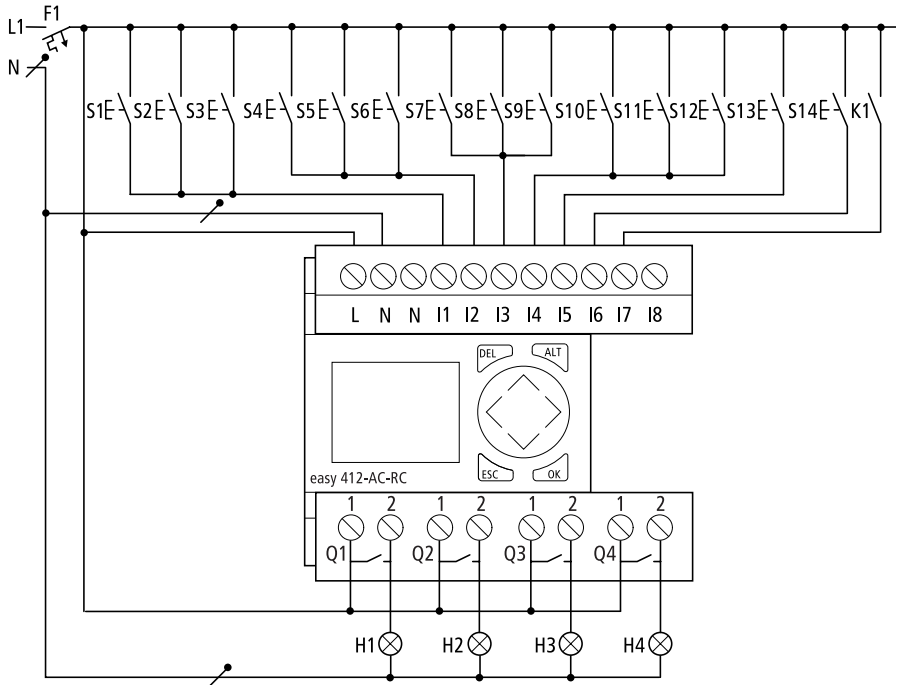 L1 F1
N
S1 S2 S3 S4 S5 S6 S7 S8 S9 S10 S11 S12 S13 S14 K1
L N N I1 I2 I3 I4 I5 I6 I7 I8
DEL ALT
ESC OK
easy 412-AC-RC
1 2 1 2 1 2 1 2
Q1 Q2 Q3 Q4
H1 H2 H3 H4